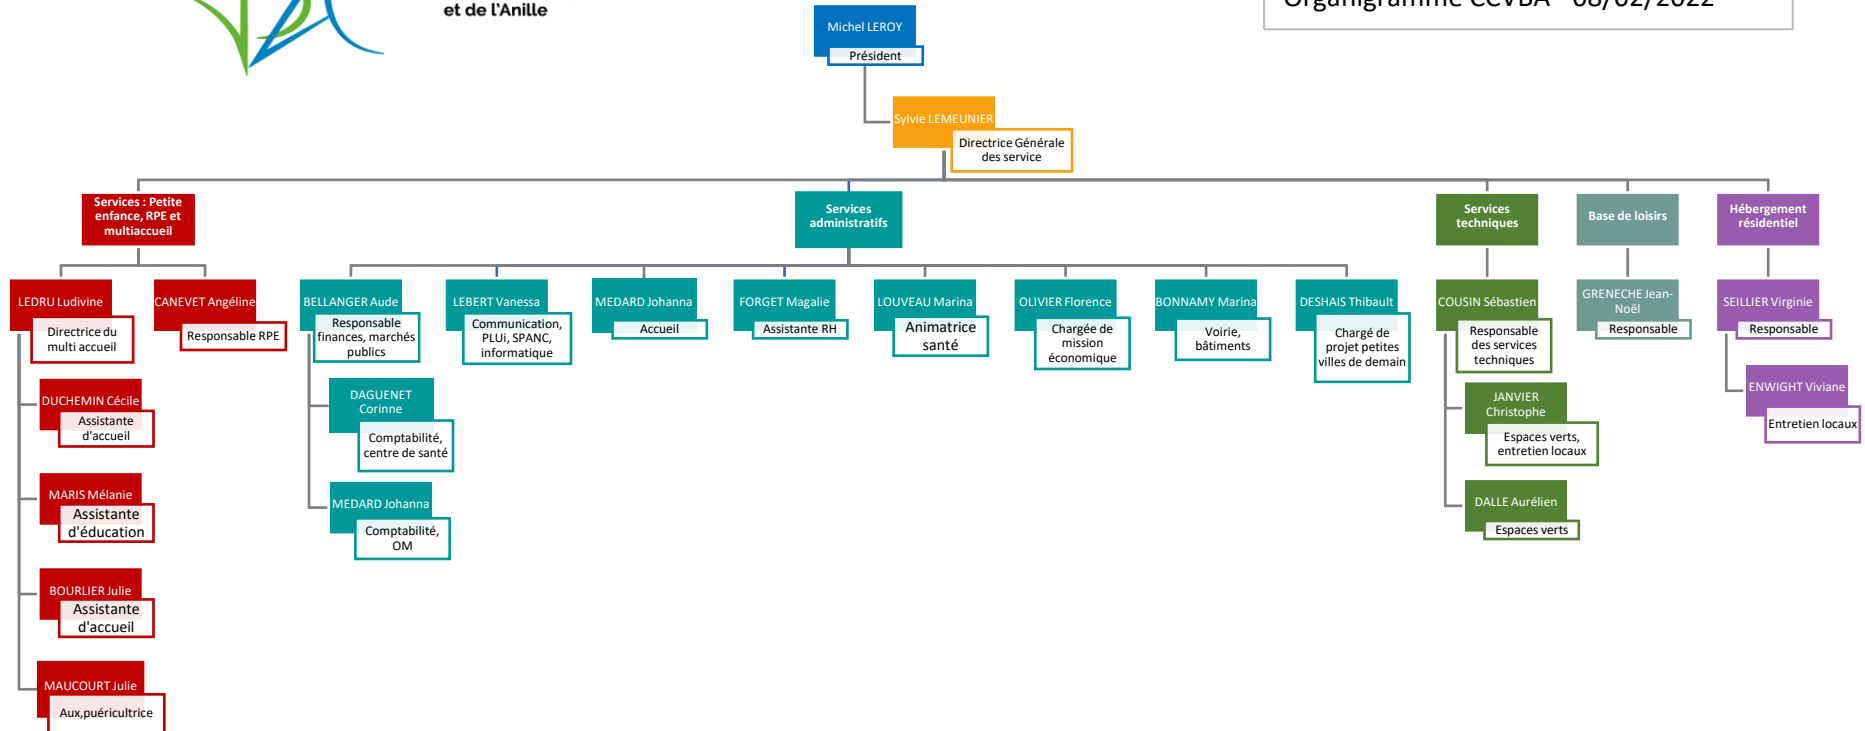 et de l'Anille
Organigramme CCVBA - 08/02/2022
Michel LEROY
Président
Sylvie LEMEUNIER
Directrice Générale
des service
Services : Petite
enfance, RPE et
multiaccueil
Services
administratifs
Services
techniques
Base de loisirs
Hébergement
résidentiel
LEDRU Ludivine
Directrice du
multi accueil
CANEVET Angéline
Responsable RPE
BELLANGER Aude
Responsable
finances, marchés
publics
LEBERT Vanessa
Communication,
PLUi, SPANC,
informatique
MEDARD Johanna
Accueil
FORGET Magalie
Assistante RH
LOUVEAU Marina
Animatrice
santé
OLIVIER Florence
Chargée de
mission
économique
BONNAMY Marina
Voirie,
bâtiments
DESHAIS Thibault
Chargé de
projet petites
villes de demain
COUSIN Sébastien
Responsable
des services
techniques
GRENECHE Jean-
Noël
Responsable
SEILLIER Virginie
Responsable
DUCHEMIN Cécile
Assistante
d'accueil
DAGUENET
Corinne
Comptabilité,
centre de santé
JANVIER
Christophe
Espaces verts,
entretien locaux
ENWIGHT Viviane
Entretien locaux
MARIS Mélanie
Assistante
d'éducation
MEDARD Johanna
Comptabilité,
OM
DALLE Aurélien
Espaces verts
BOURLIER Julie
Assistante
d'accueil
MAUCOURT Julie
Aux,puéricultrice